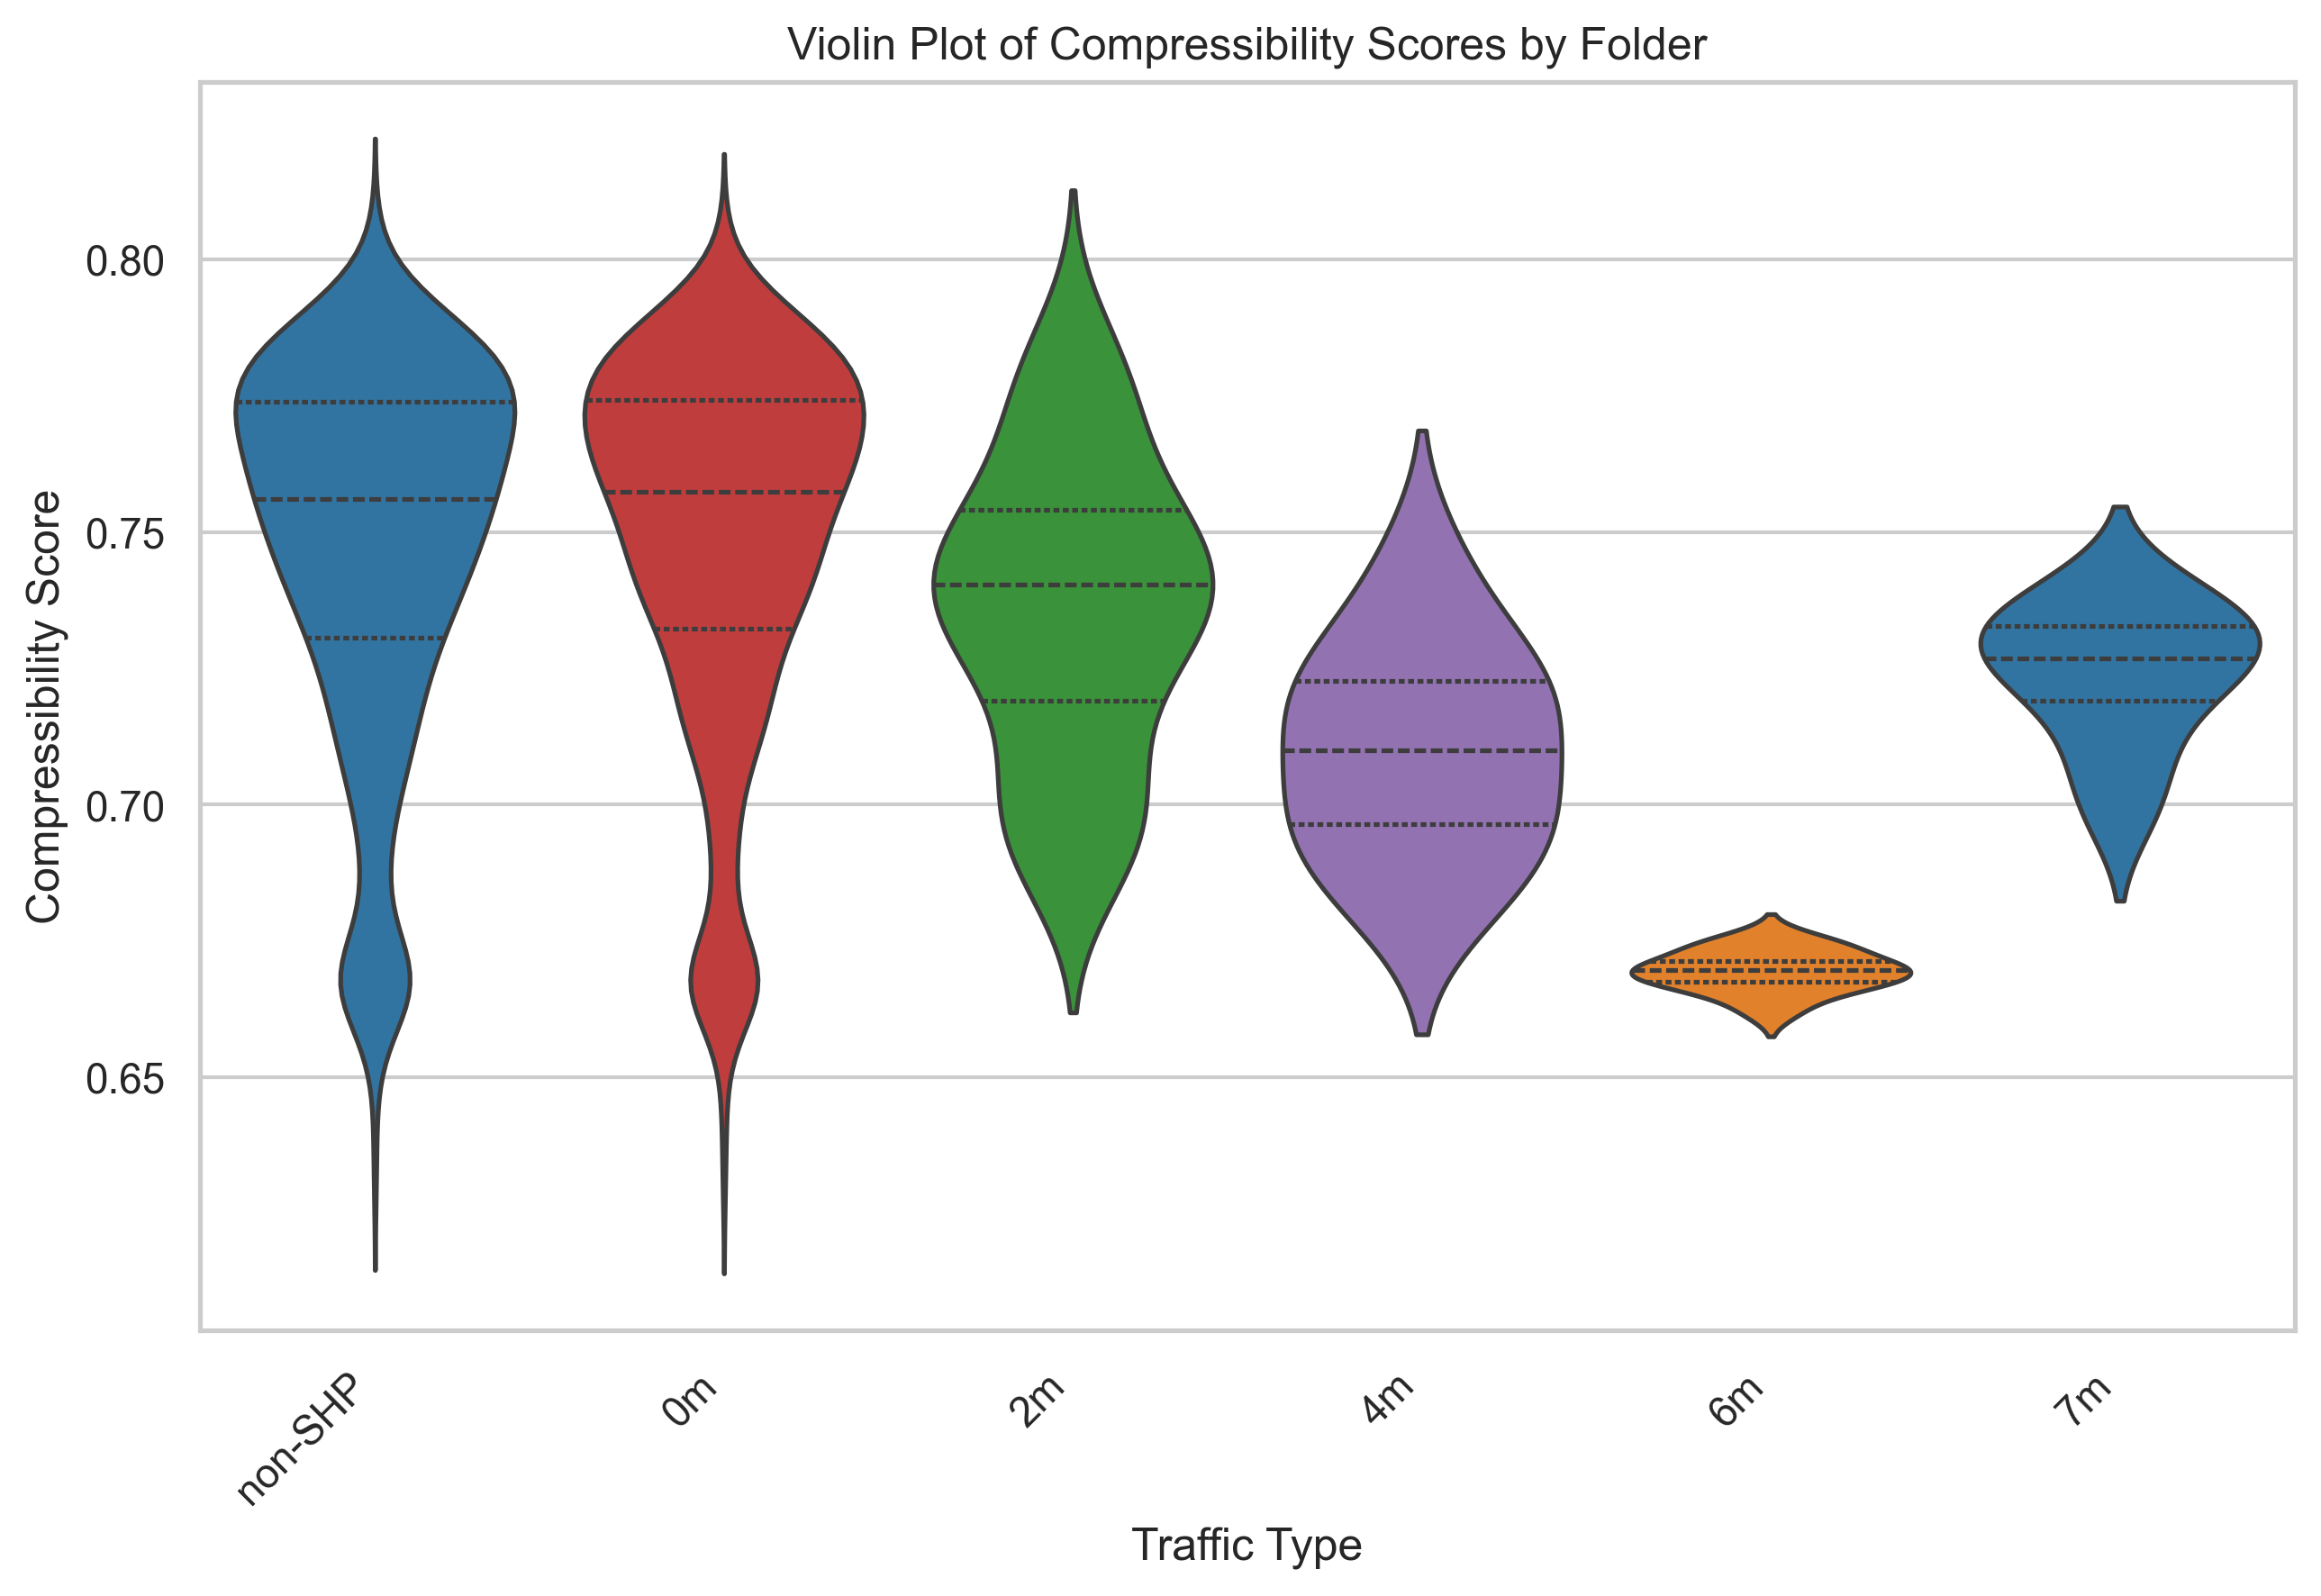 Violin Plot of Compressibility Scores by Folder
Compressibility Score
0.80
0.75
0.70
0.65
non-SHP
0m
2m
4m
6m
7m
Traffic Type